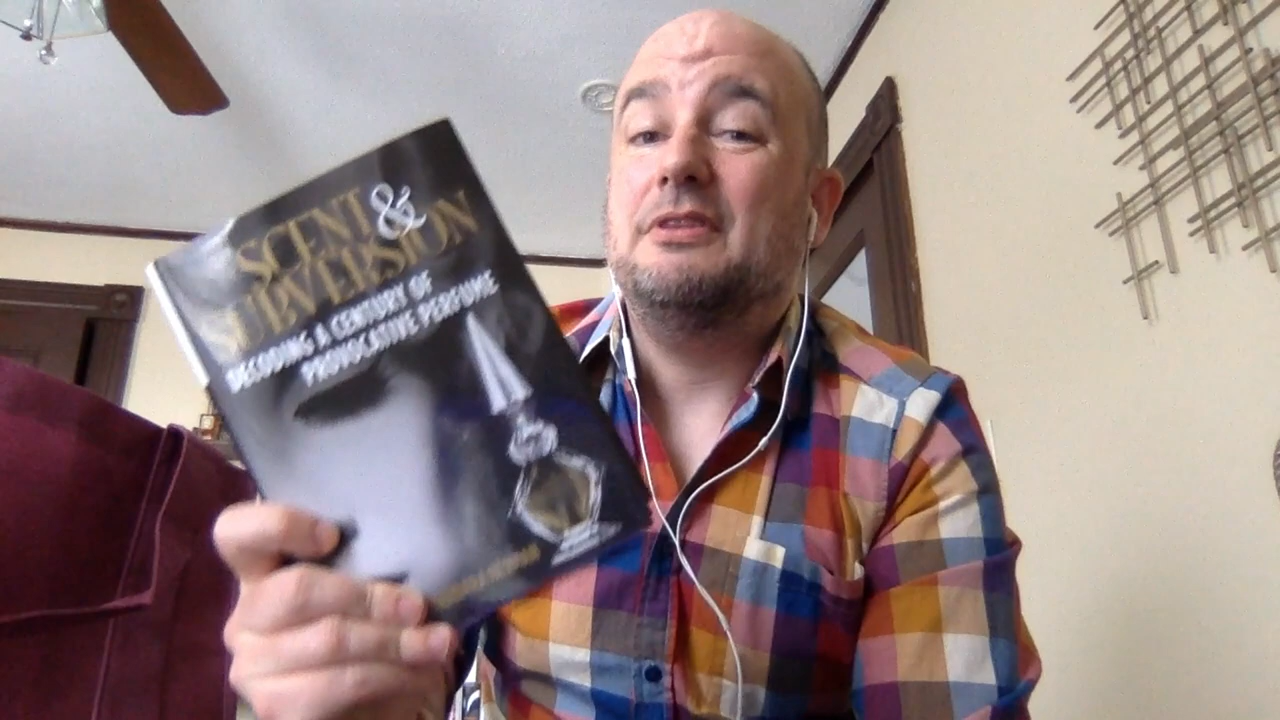 SCENT &
SUBVERSION
DECODING A CENTURY OF
PROVOCATIVE PERFUME